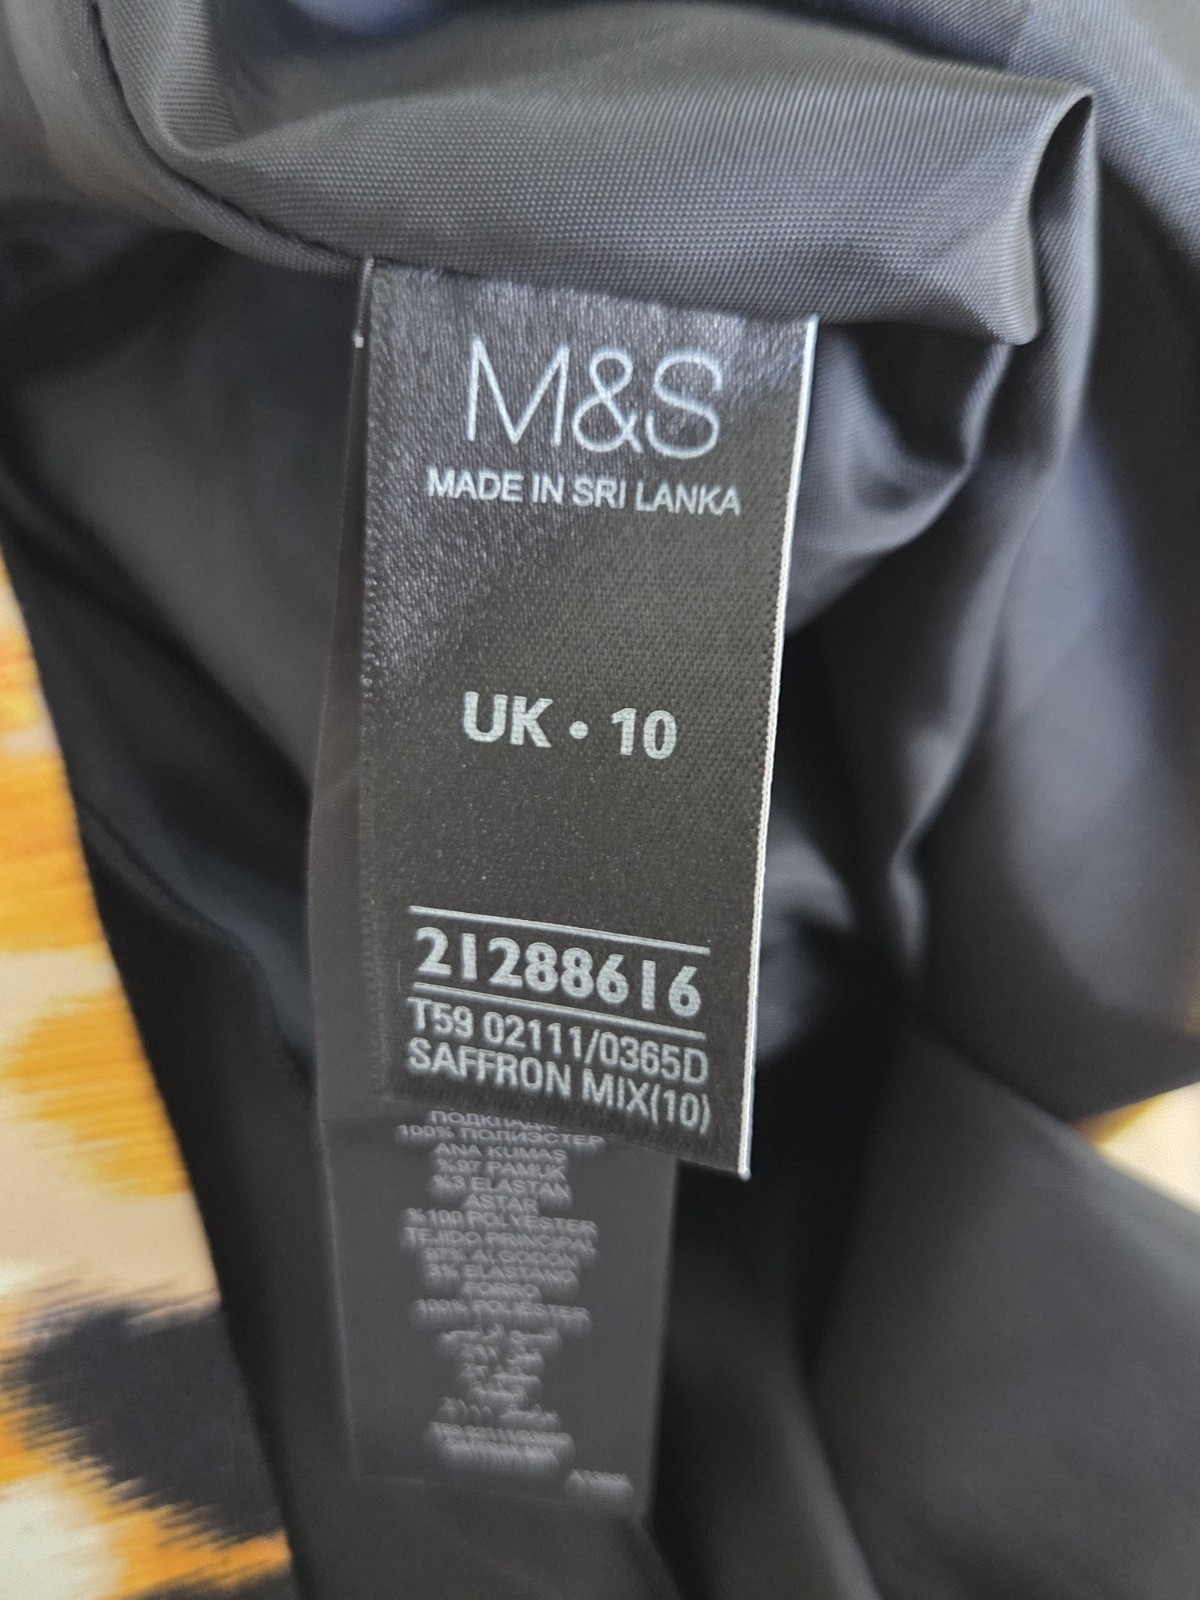 M&S
MADE IN SRI LANKA
UK • 10
21288616
T59 02111/0365D
SAFFRON MIX(10)
100% ПОЛИЭСТЕР
ANA KUMAŞ
%97 PAMUK
%3 ELASTAN
ASTAR
%100 POLYESTER
TEJIDO PRINCIPAL
97% ALGODÓN
3% ELASTANO
FORRO
100% POLIÉSTER